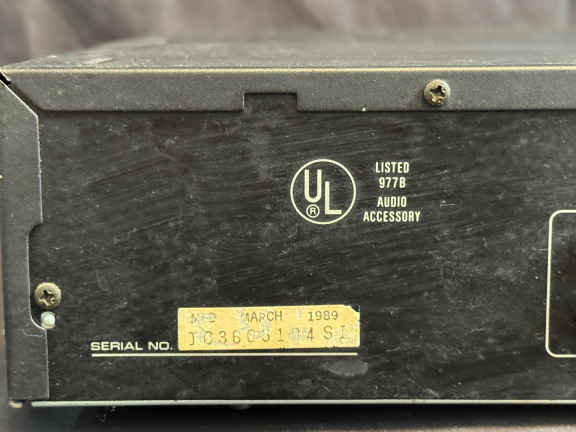 UL
®
LISTED
977B
AUDIO
ACCESSORY
MARCH 1989
SERIAL NO.